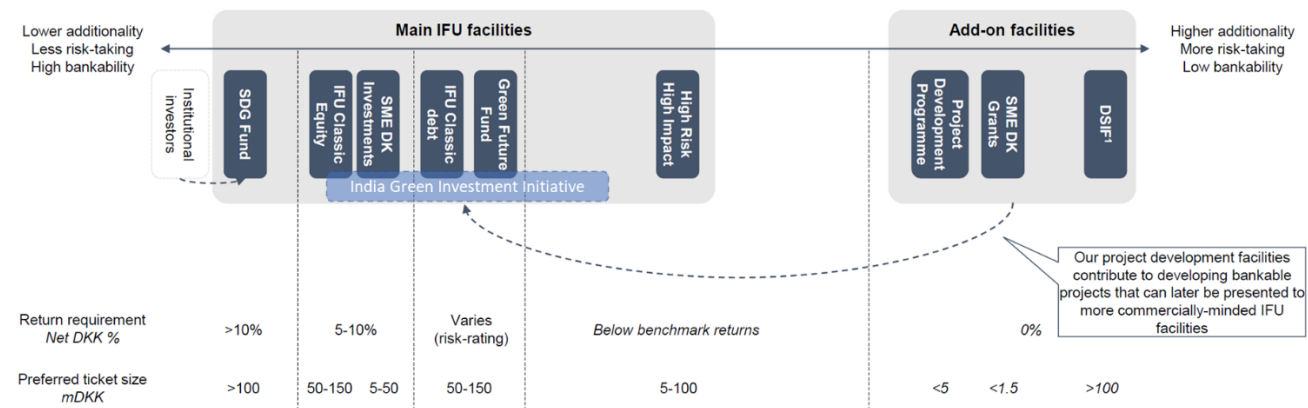 Lower additionality
Less risk-taking
High bankability
Main IFU facilities
Add-on facilities
Higher additionality
More risk-taking
Low bankability
Institutional
investors
SDG Fund
IFU Classic
Equity
SME DK
Investments
IFU Classic
debt
Green Future
Fund
High Risk
High Impact
Project
Development
Programme
SME DK
Grants
DSIF¹
India Green Investment Initiative
Our project development facilities
contribute to developing bankable
projects that can later be presented to
more commercially-minded IFU
facilities
Return requirement
Net DKK %
>10%
5-10%
Varies
(risk-rating)
Below benchmark returns
0%
Preferred ticket size
mDKK
>100
50-150
5-50
50-150
5-100
<5
<1.5
>100